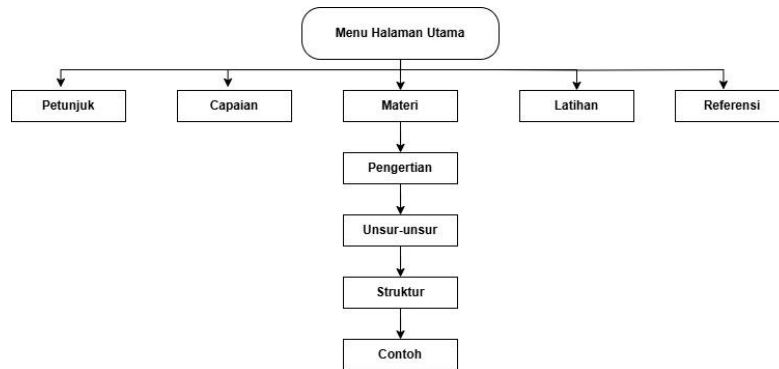 Menu Halaman Utama
Petunjuk
Capaian
Materi
Latihan
Referensi
Pengertian
Unsur-unsur
Struktur
Contoh